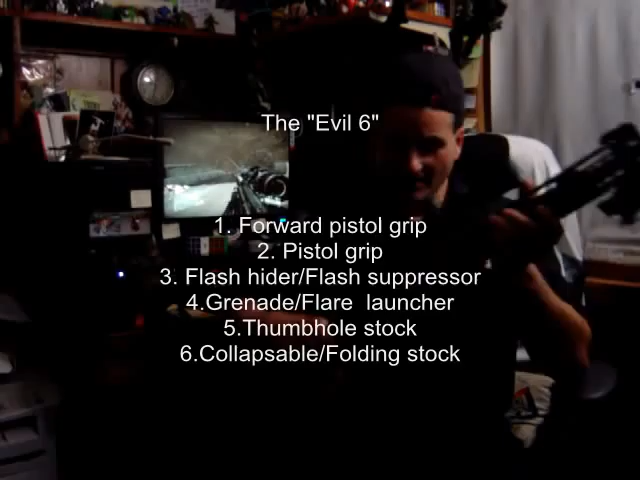 The "Evil 6"
1. Forward pistol grip
2. Pistol grip
3. Flash hider/Flash suppressor
4.Grenade/Flare launcher
5.Thumbhole stock
6.Collapsable/Folding stock